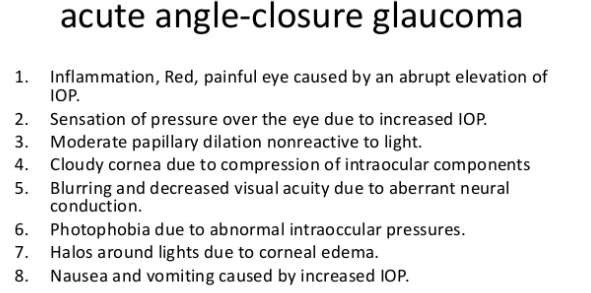 acute angle-closure glaucoma
1. Inflammation, Red, painful eye caused by an abrupt elevation of
IOP.
2. Sensation of pressure over the eye due to increased IOP.
3. Moderate papillary dilation nonreactive to light.
4. Cloudy cornea due to compression of intraocular components
5. Blurring and decreased visual acuity due to aberrant neural
conduction.
6. Photophobia due to abnormal intraoccular pressures.
7. Halos around lights due to corneal edema.
8. Nausea and vomiting caused by increased IOP.